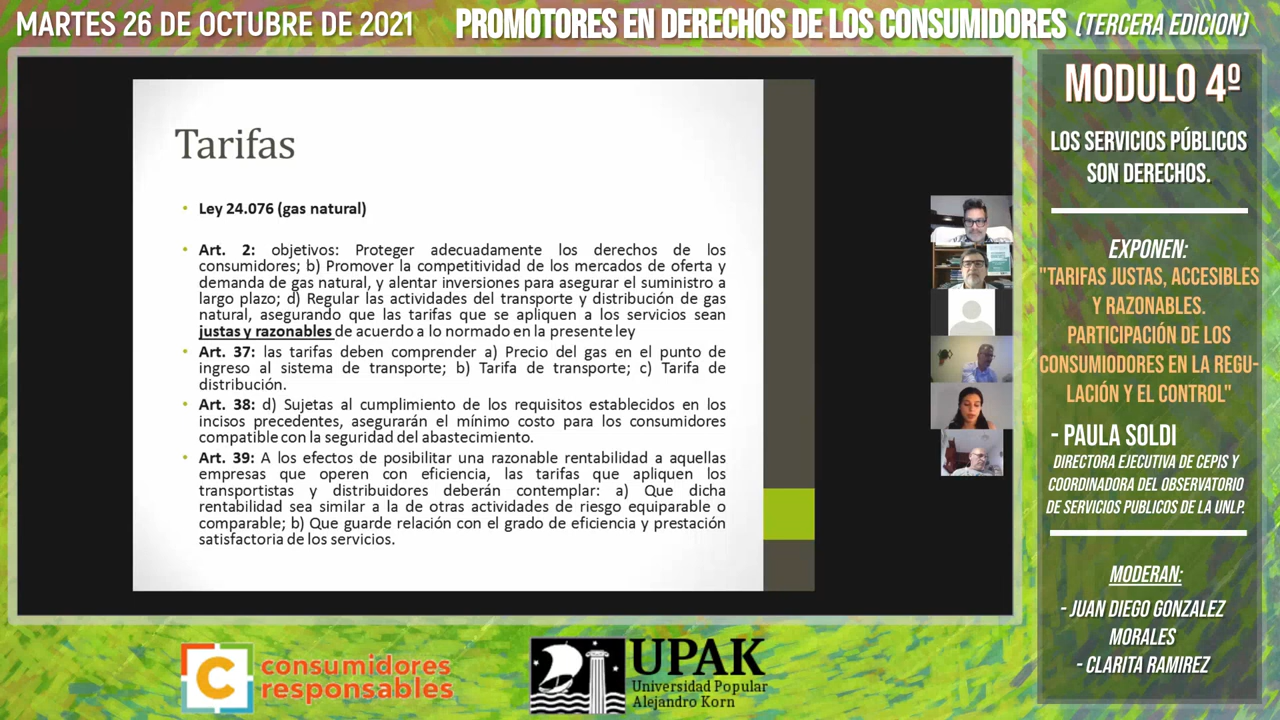 MARTES 26 DE OCTUBRE DE 2021
PROMOTORES EN DERECHOS DE LOS CONSUMIDORES (TERCERA EDICION)
Tarifas
• Ley 24.076 (gas natural)
• Art. 2: objetivos: Proteger adecuadamente los derechos de los
consumidores; b) Promover la competitividad de los mercados de oferta y
demanda de gas natural, y alentar inversiones para asegurar el suministro a
largo plazo; d) Regular las actividades del transporte y distribución de gas
natural, asegurando que las tarifas que se apliquen a los servicios sean
justas y razonables de acuerdo a lo normado en la presente ley
• Art. 37: las tarifas deben comprender a) Precio del gas en el punto de
ingreso al sistema de transporte; b) Tarifa de transporte; c) Tarifa de
distribución.
• Art. 38: d) Sujetas al cumplimiento de los requisitos establecidos en los
incisos precedentes, asegurarán el mínimo costo para los consumidores
compatible con la seguridad del abastecimiento.
• Art. 39: A los efectos de posibilitar una razonable rentabilidad a aquellas
empresas que operen con eficiencia, las tarifas que apliquen los
transportistas y distribuidores deberán contemplar: a) Que dicha
rentabilidad sea similar a la de otras actividades de riesgo equiparable o
comparable; b) Que guarde relación con el grado de eficiencia y prestación
satisfactoria de los servicios.
MODULO 4º
LOS SERVICIOS PÚBLICOS
SON DERECHOS.
EXPONEN:
"TARIFAS JUSTAS, ACCESIBLES
Y RAZONABLES.
PARTICIPACIÓN DE LOS
CONSUMIODORES EN LA REGU-
LACIÓN Y EL CONTROL"
- PAULA SOLDI
DIRECTORA EJECUTIVA DE CEPIS Y
COORDINADORA DEL OBSERVATORIO
DE SERVICIOS PUBLICOS DE LA UNLP.
MODERAN:
- JUAN DIEGO GONZALEZ
MORALES
- CLARITA RAMIREZ
C consumidores
responsables
UPAK
Universidad Popular
Alejandro Korn